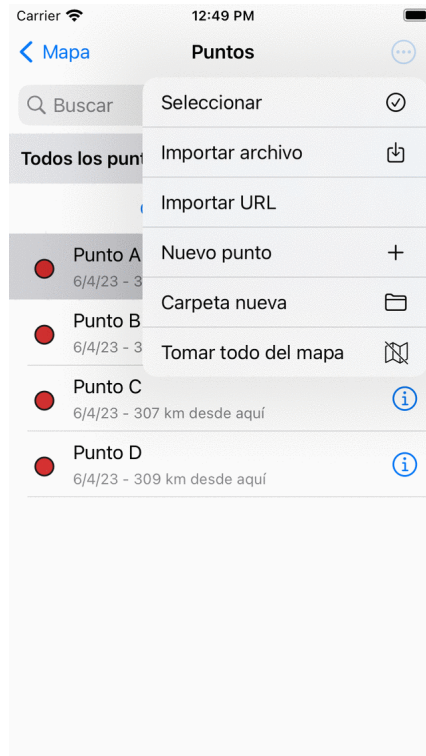 Carrier 12:49 PM
Mapa Puntos
Buscar
Seleccionar
Todos los
Importar archivo
Importar URL
Punto A
6/4/23 - 3
Nuevo punto
Punto B
6/4/23 - 3
Carpeta nueva
Tomar todo del mapa
Punto C
6/4/23 - 307 km desde aquí
Punto D
6/4/23 - 309 km desde aquí